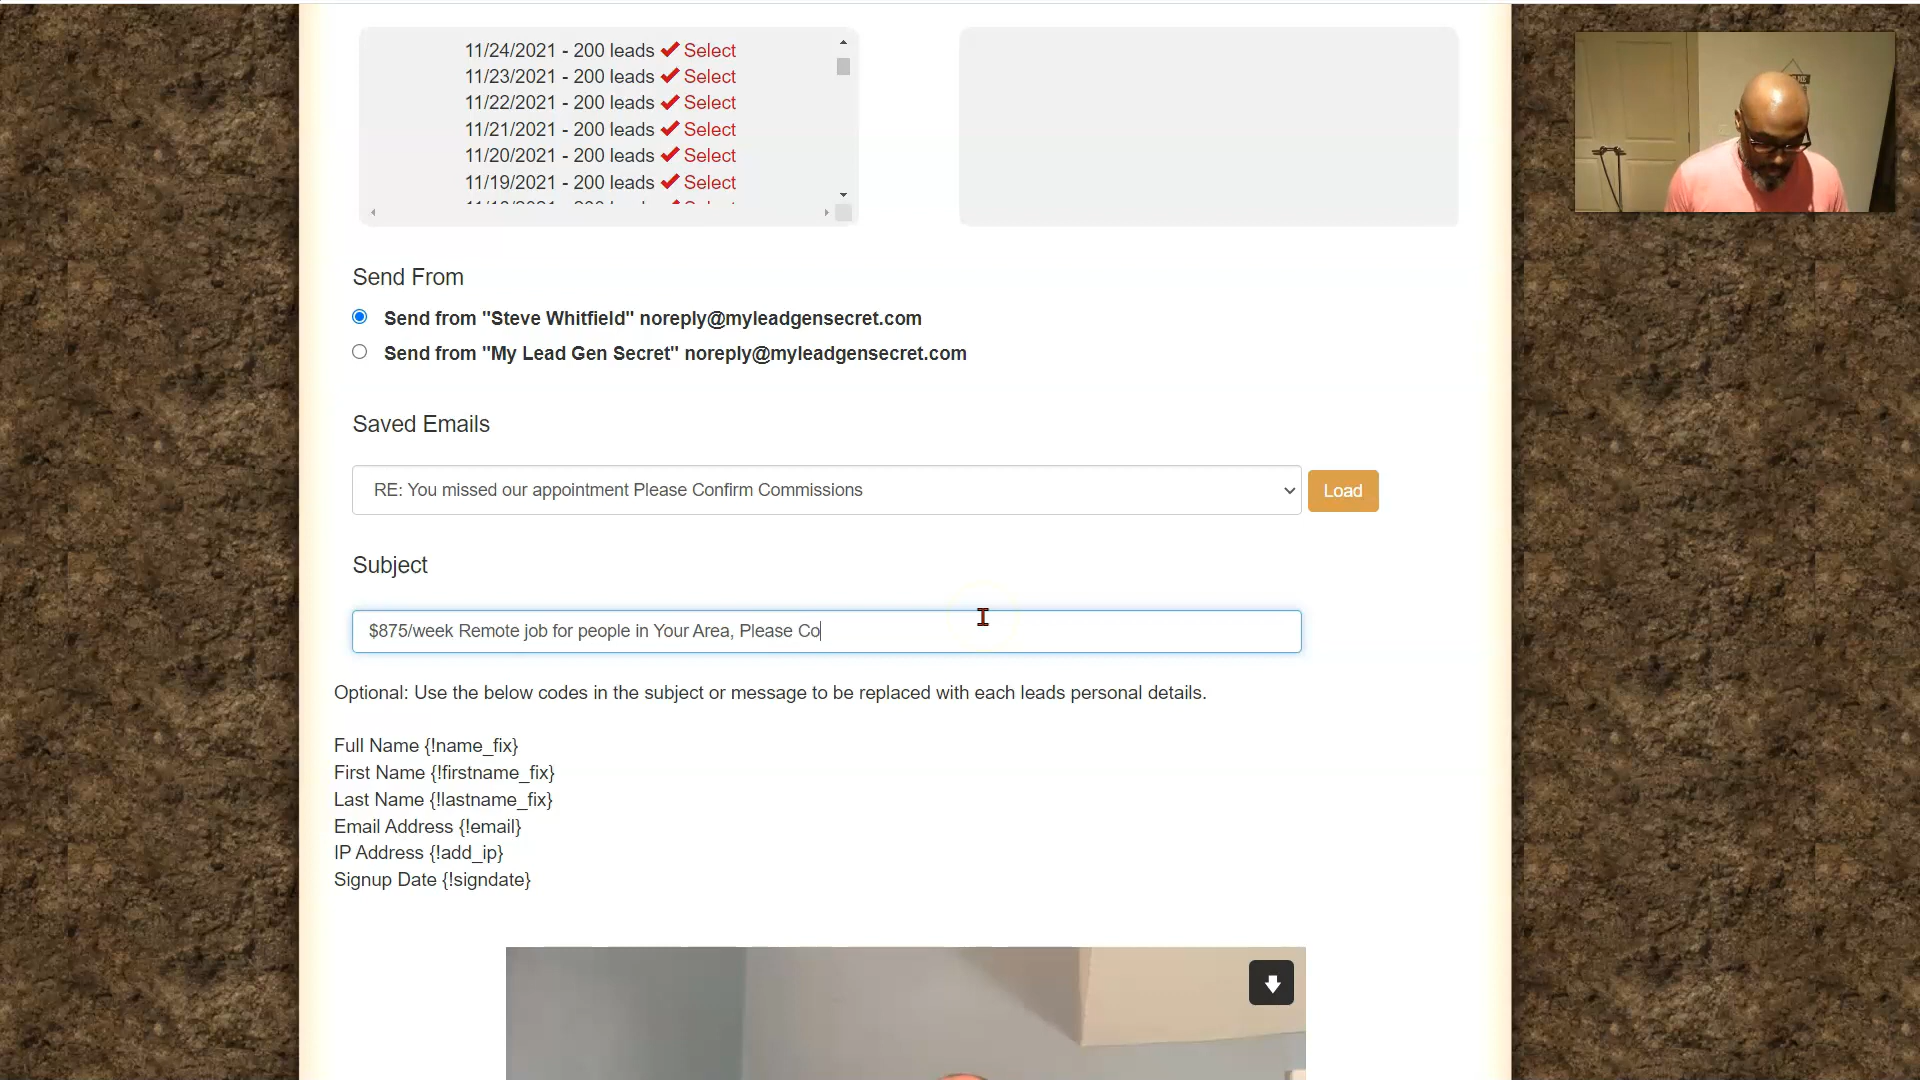 11/24/2021 - 200 leads ✔ Select
11/23/2021 - 200 leads ✔ Select
11/22/2021 - 200 leads ✔ Select
11/21/2021 - 200 leads ✔ Select
11/20/2021 - 200 leads ✔ Select
11/19/2021 - 200 leads ✔ Select
Send From
Send from "Steve Whitfield" noreply@myleadgensecret.com
Send from "My Lead Gen Secret" noreply@myleadgensecret.com
Saved Emails
RE: You missed our appointment Please Confirm Commissions
Load
Subject
$875/week Remote job for people in Your Area, Please Co
Optional: Use the below codes in the subject or message to be replaced with each leads personal details.
Full Name {!name_fix}
First Name {!firstname_fix}
Last Name {!lastname_fix}
Email Address {!email}
IP Address {!add_ip}
Signup Date {!signdate}